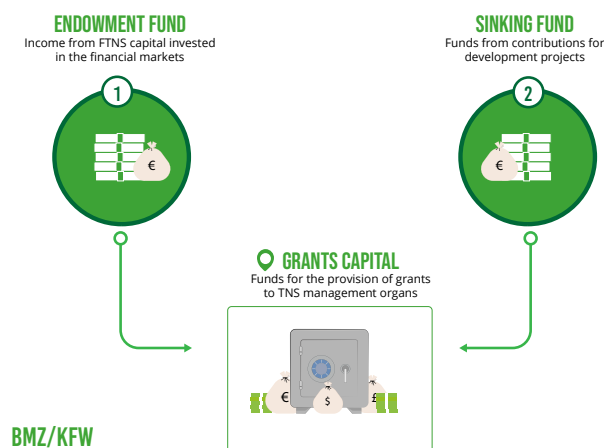 ENDOWMENT FUND
Income from FTNS capital invested
in the financial markets
1
€
SINKING FUND
Funds from contributions for
development projects
2
€
GRANTS CAPITAL
Funds for the provision of grants
to TNS management organs
€
$
£
BMZ/KFW